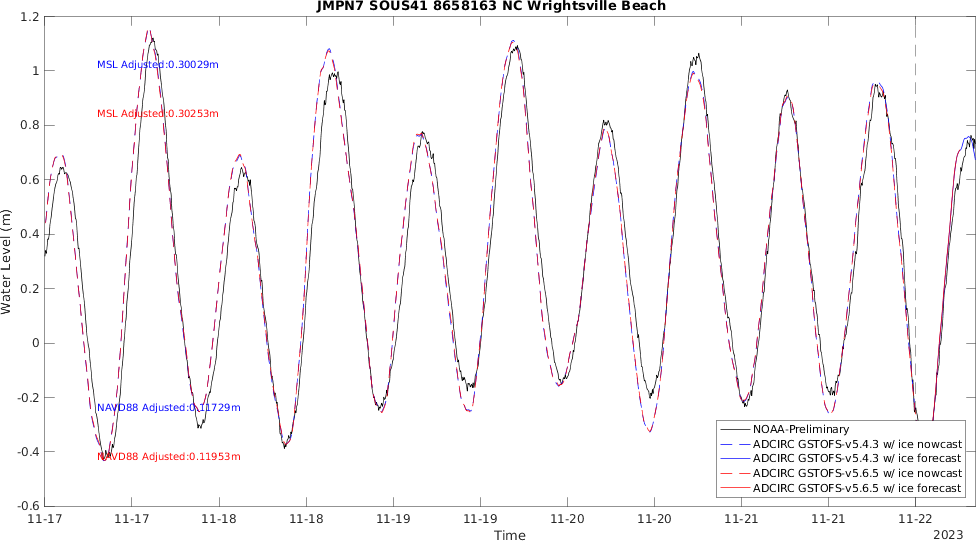 JMPN7 SOUS41 8658163 NC Wrightsville Beach
Water Level (m)
1.2
1
0.8
0.6
0.4
0.2
0
-0.2
-0.4
-0.6
MSL Adjusted:0.30029m
MSL Adjusted:0.30253m
NAVD88 Adjusted:0.11729m
NAVD88 Adjusted:0.11953m
NOAA-Preliminary
ADCIRC GSTOFS-v5.4.3 w/ ice nowcast
ADCIRC GSTOFS-v5.4.3 w/ ice forecast
ADCIRC GSTOFS-v5.6.5 w/ ice nowcast
ADCIRC GSTOFS-v5.6.5 w/ ice forecast
11-17 11-17 11-18 11-18 11-19 11-19 11-20 11-20 11-21 11-21 11-22
Time
2023